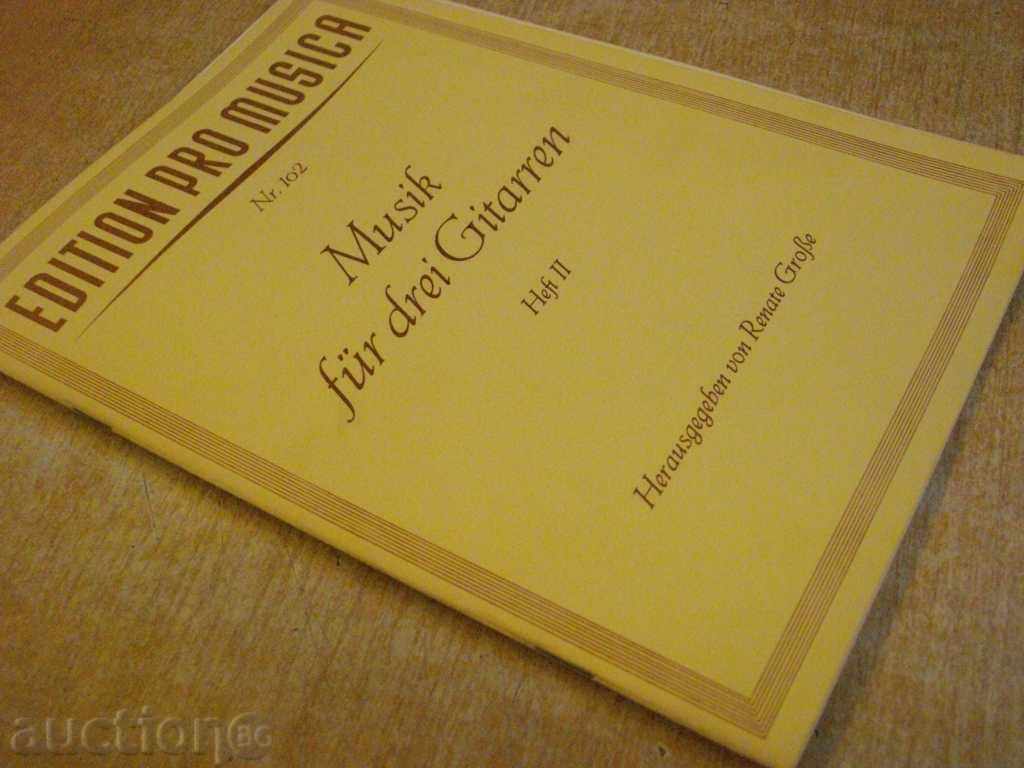 EDITION PRO MUSICA
Nr. 102
Musik
für drei Gitarren
Heft II
Herausgegeben von Renate Große
auction BG